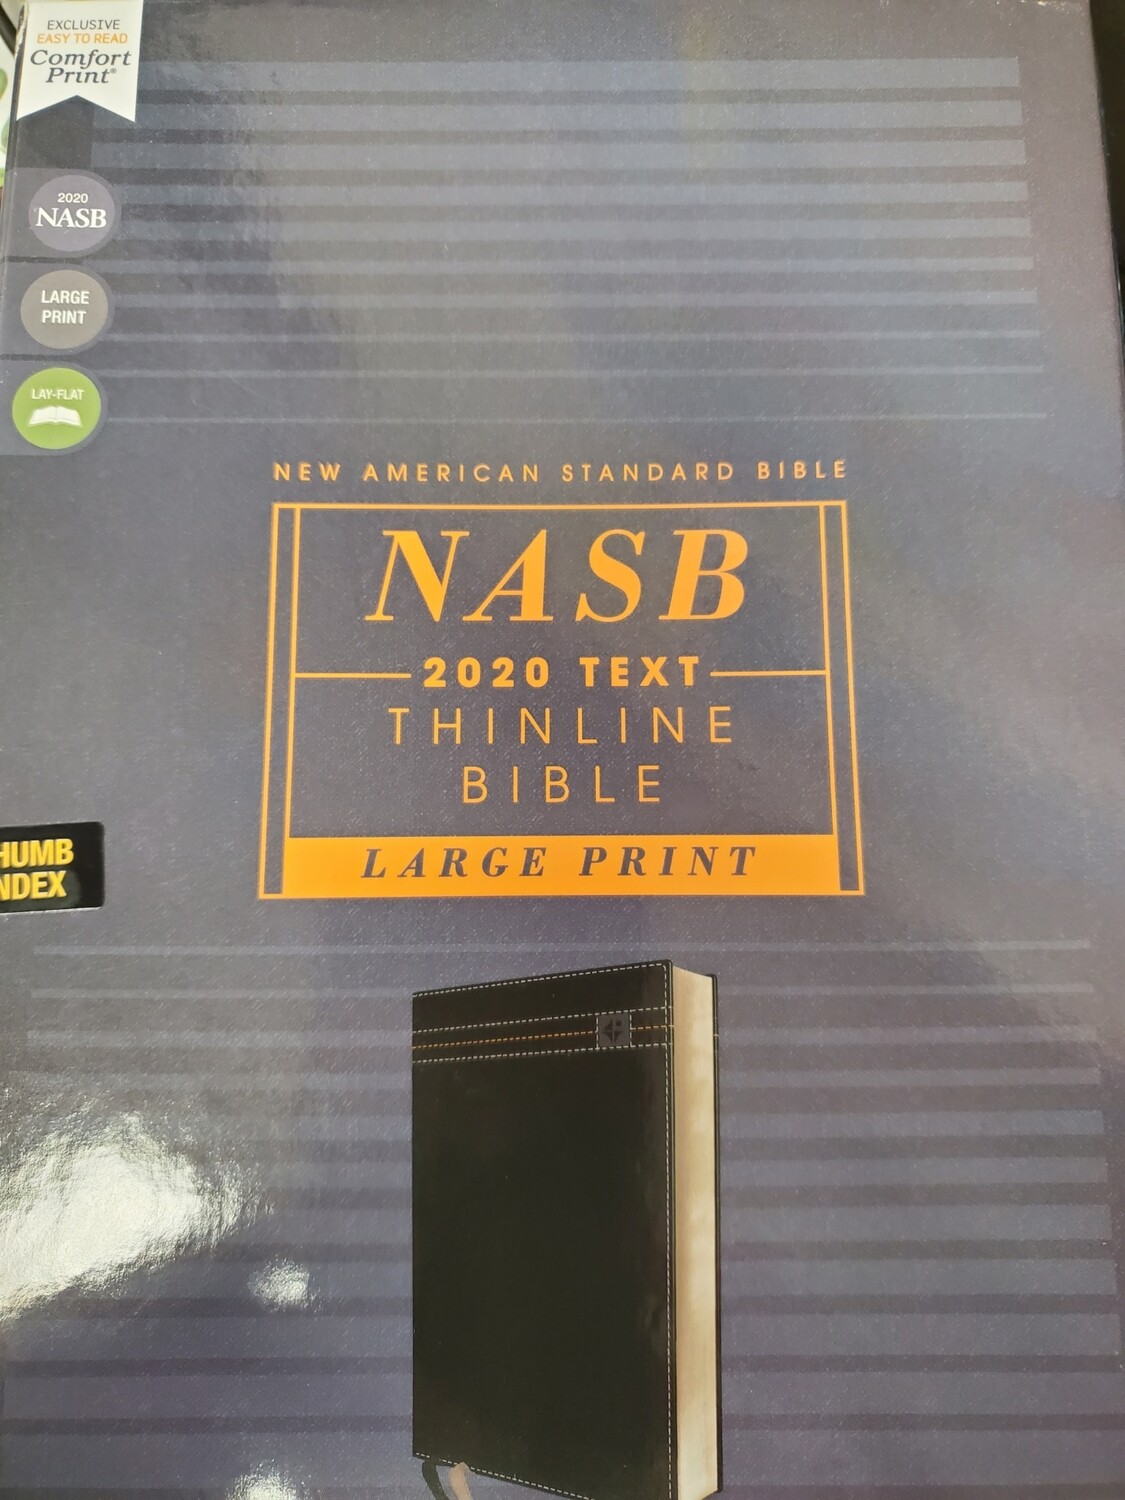 EXCLUSIVE
EASY TO READ
Comfort
Print®
2020
NASB
LARGE
PRINT
LAY-FLAT
NEW AMERICAN STANDARD BIBLE
NASB
2020 TEXT
THINLINE
BIBLE
LARGE PRINT
HUMB
NDEX